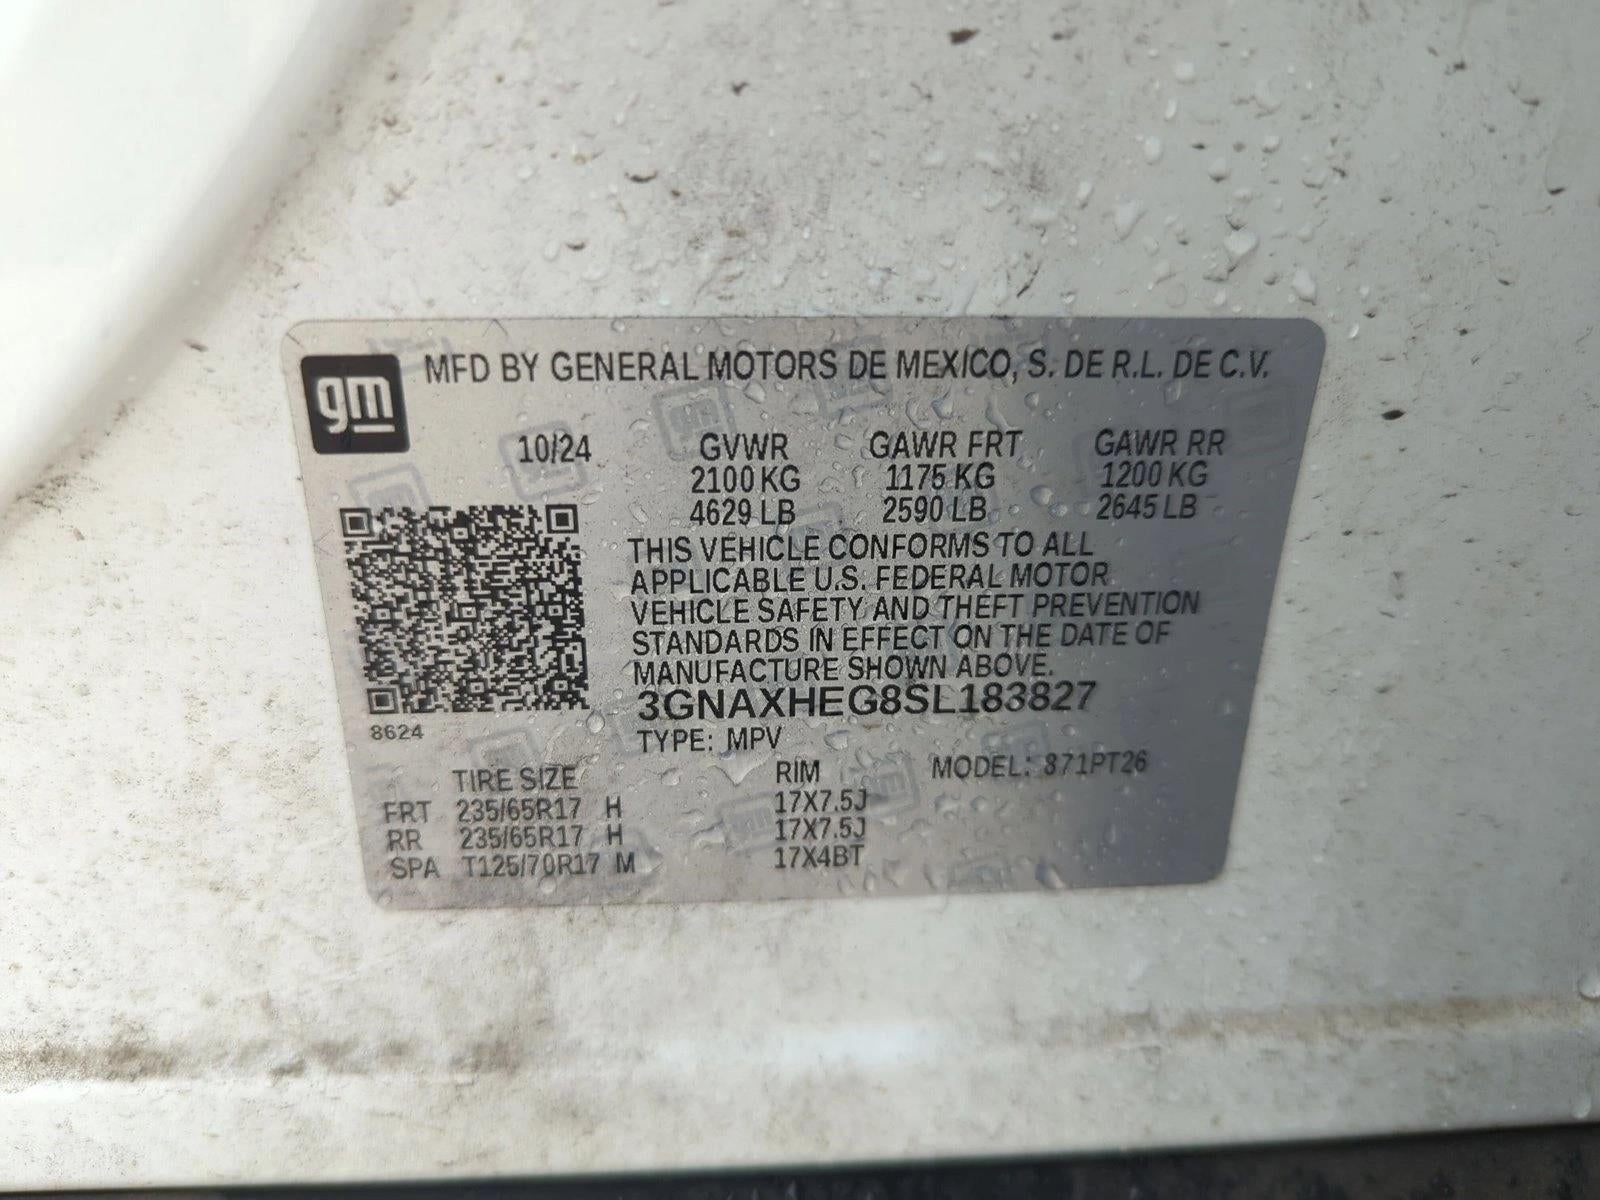 gm
MFD BY GENERAL MOTORS DE MEXICO, S. DE R.L. DE C.V.
10/24 GVWR GAWR FRT GAWR RR
2100 KG 1175 KG 1200 KG
4629 LB 2590 LB 2645 LB
THIS VEHICLE CONFORMS TO ALL
APPLICABLE U.S. FEDERAL MOTOR
VEHICLE SAFETY AND THEFT PREVENTION
STANDARDS IN EFFECT ON THE DATE OF
MANUFACTURE SHOWN ABOVE.
3GNAXHEG8SL183827
8624
TYPE: MPV
TIRE SIZE RIM MODEL: 871PT26
FRT 235/65R17 H 17X7.5J
RR 235/65R17 H 17X7.5J
SPA T125/70R17 M 17X4BT